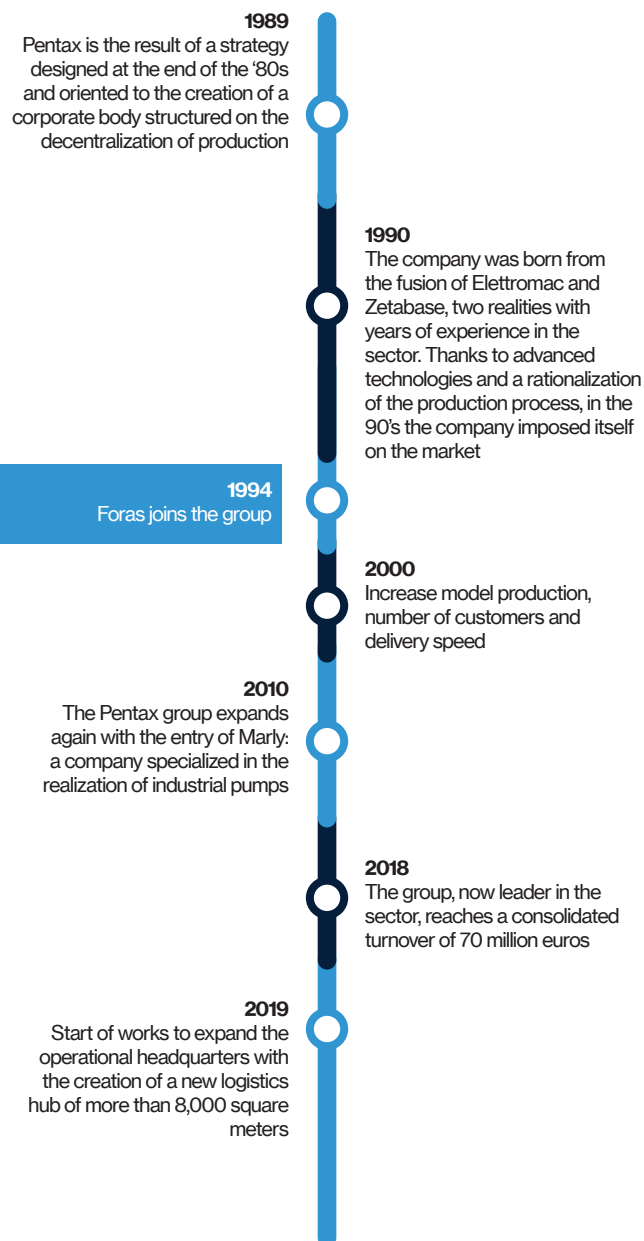 1989
Pentax is the result of a strategy
designed at the end of the ‘80s
and oriented to the creation of a
corporate body structured on the
decentralization of production
1990
The company was born from
the fusion of Elettromac and
Zetabase, two realities with
years of experience in the
sector. Thanks to advanced
technologies and a rationalization
of the production process, in the
90’s the company imposed itself
on the market
1994
Foras joins the group
2000
Increase model production,
number of customers and
delivery speed
2010
The Pentax group expands
again with the entry of Marly:
a company specialized in the
realization of industrial pumps
2018
The group, now leader in the
sector, reaches a consolidated
turnover of 70 million euros
2019
Start of works to expand the
operational headquarters with
the creation of a new logistics
hub of more than 8,000 square
meters